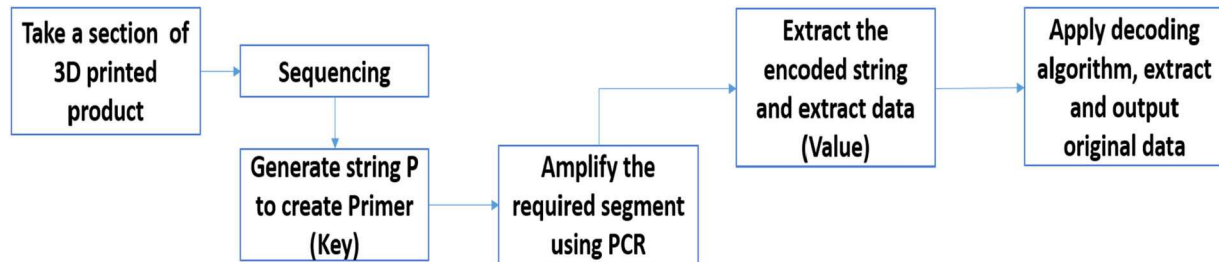 Take a section of
3D printed
product
Sequencing
Generate string P
to create Primer
(Key)
Amplify the
required segment
using PCR
Extract the
encoded string
and extract data
(Value)
Apply decoding
algorithm, extract
and output
original data